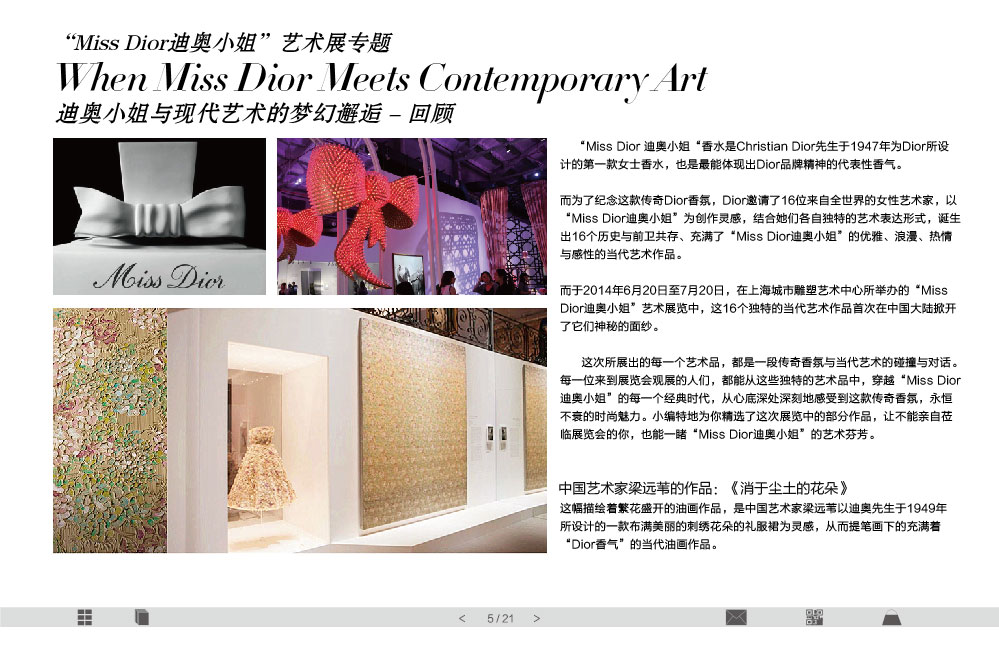 “Miss Dior迪奥小姐”艺术展专题
When Miss Dior Meets Contemporary Art
迪奥小姐与现代艺术的梦幻邂逅 – 回顾
Miss Dior
“Miss Dior 迪奥小姐“香水是Christian Dior先生于1947年为Dior所设
计的第一款女士香水，也是最能体现出Dior品牌精神的代表性香气。
而为了纪念这款传奇Dior香氛，Dior邀请了16位来自全世界的女性艺术家，以
“Miss Dior迪奥小姐”为创作灵感，结合她们各自独特的艺术表达形式，诞生
出16个历史与前卫共存、充满了“Miss Dior迪奥小姐”的优雅、浪漫、热情
与感性的当代艺术作品。
而于2014年6月20日至7月20日，在上海城市雕塑艺术中心所举办的“Miss
Dior迪奥小姐”艺术展览中，这16个独特的当代艺术作品首次在中国大陆掀开
了它们神秘的面纱。
这次所展出的每一个艺术品，都是一段传奇香氛与当代艺术的碰撞与对话。
每一位来到展览会观展的人们，都能从这些独特的艺术品中，穿越“Miss Dior
迪奥小姐”的每一个经典时代，从心底深处深刻地感受到这款传奇香氛，永恒
不衰的时尚魅力。小编特地为你精选了这次展览中的部分作品，让不能亲自莅
临展览会的你，也能一睹“Miss Dior迪奥小姐”的艺术芬芳。
中国艺术家梁远苇的作品：《消于尘土的花朵》
这幅描绘着繁花盛开的油画作品，是中国艺术家梁远苇以迪奥先生于1949年
所设计的一款布满美丽的刺绣花朵的礼服裙为灵感，从而提笔画下的充满着
“Dior香气”的当代油画作品。
< 5 / 21 >